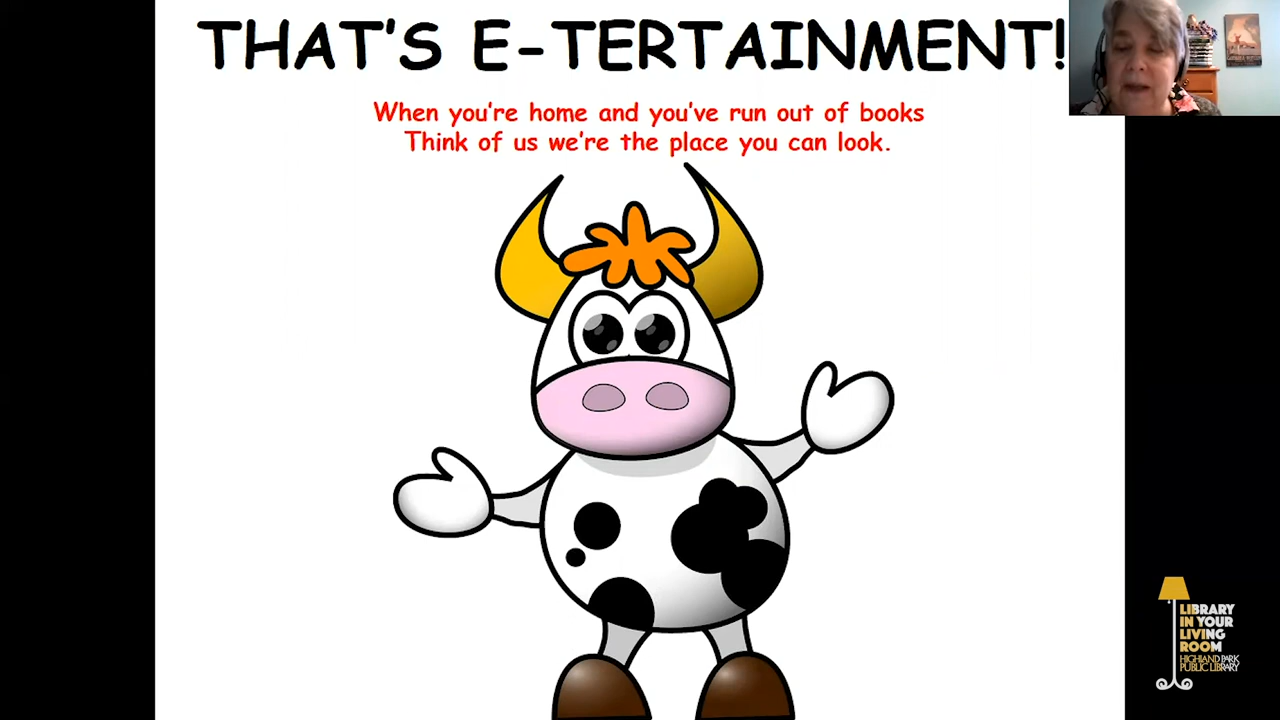 THAT'S E-TERTAINMENT!
When you're home and you've run out of books
Think of us we're the place you can look.
LIBRARY
IN YOUR
LIVING
ROOM
HIGHLAND PARK
PUBLIC LIBRARY